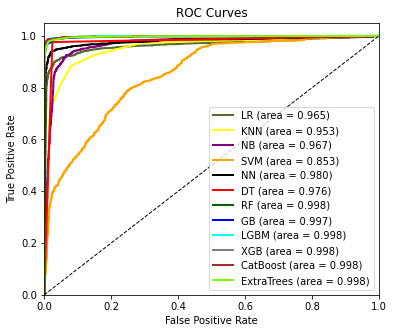 ROC Curves
True Positive Rate
1.0
0.8
0.6
0.4
0.2
0.0
LR (area = 0.965)
KNN (area = 0.953)
NB (area = 0.967)
SVM (area = 0.853)
NN (area = 0.980)
DT (area = 0.976)
RF (area = 0.998)
GB (area = 0.997)
LGBM (area = 0.998)
XGB (area = 0.998)
CatBoost (area = 0.998)
ExtraTrees (area = 0.998)
0.0 0.2 0.4 0.6 0.8 1.0
False Positive Rate